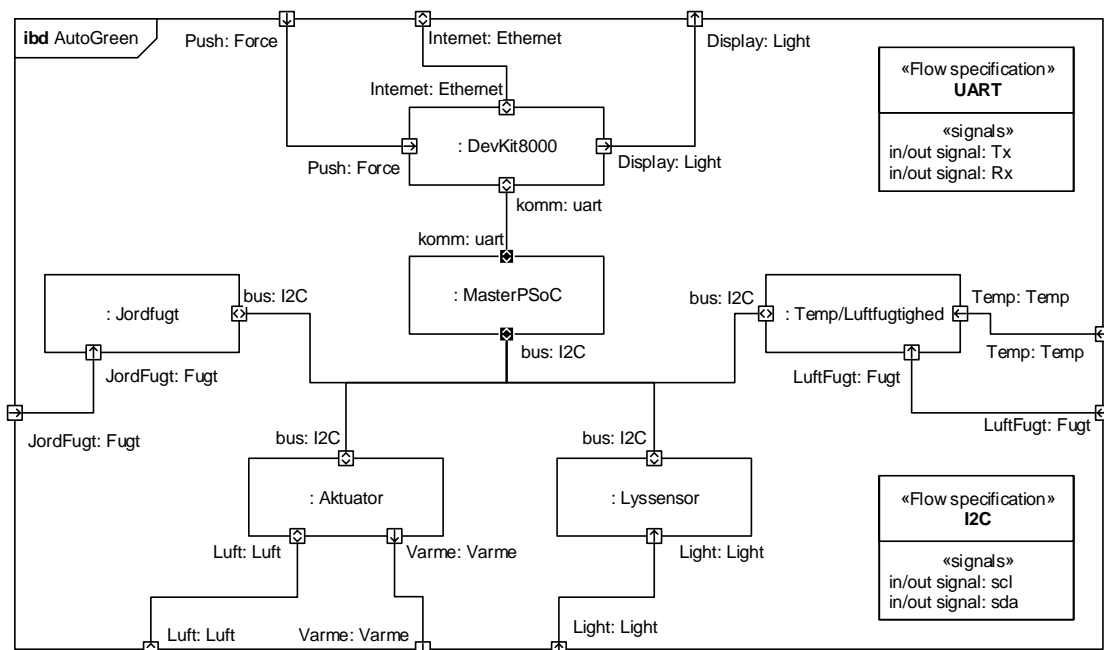 ibd AutoGreen
Push: Force
Internet: Ethernet
Display: Light
Internet: Ethernet
: DevKit8000
Push: Force
Display: Light
komm: uart
«Flow specification»
UART
«signals»
in/out signal: Tx
in/out signal: Rx
komm: uart
: MasterPSoC
bus: I2C
bus: I2C
: Jordfugt
JordFugt: Fugt
JordFugt: Fugt
bus: I2C
: Temp/Luftfugtighed
Temp: Temp
Temp: Temp
LuftFugt: Fugt
LuftFugt: Fugt
bus: I2C
: Aktuator
Luft: Luft
Varme: Varme
Luft: Luft
Varme: Varme
bus: I2C
: Lyssensor
Light: Light
Light: Light
«Flow specification»
I2C
«signals»
in/out signal: scl
in/out signal: sda